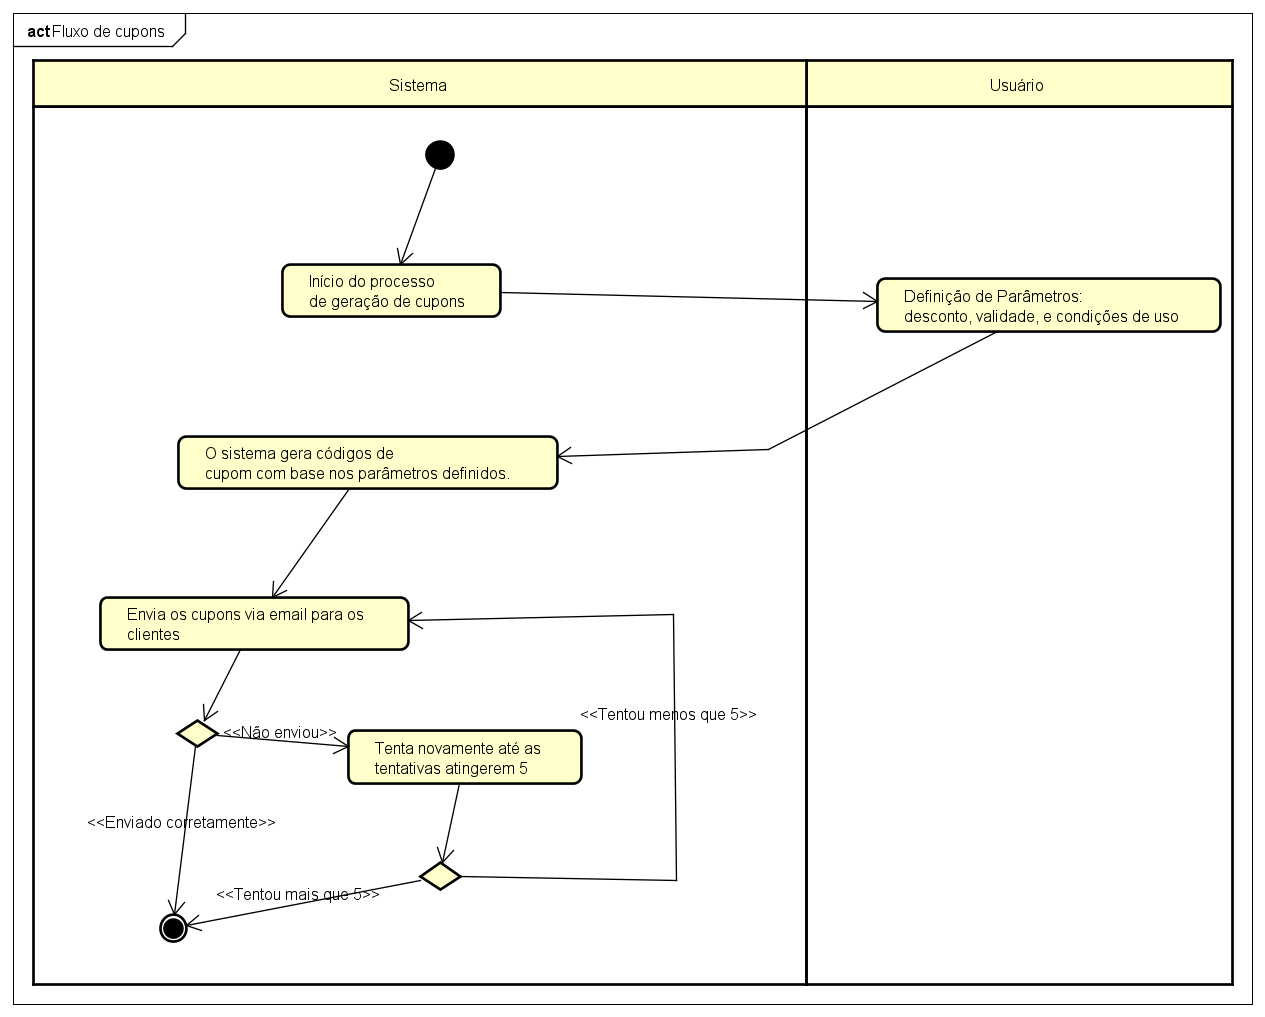 act Fluxo de cupons
Sistema
Usuário
Início do processo
de geração de cupons
Definição de Parâmetros:
desconto, validade, e condições de uso
O sistema gera códigos de
cupom com base nos parâmetros definidos.
Envia os cupons via email para os
clientes
<<Tentou menos que 5>>
<<Não enviou>>
Tenta novamente até as
tentativas atingerem 5
<<Enviado corretamente>>
<<Tentou mais que 5>>